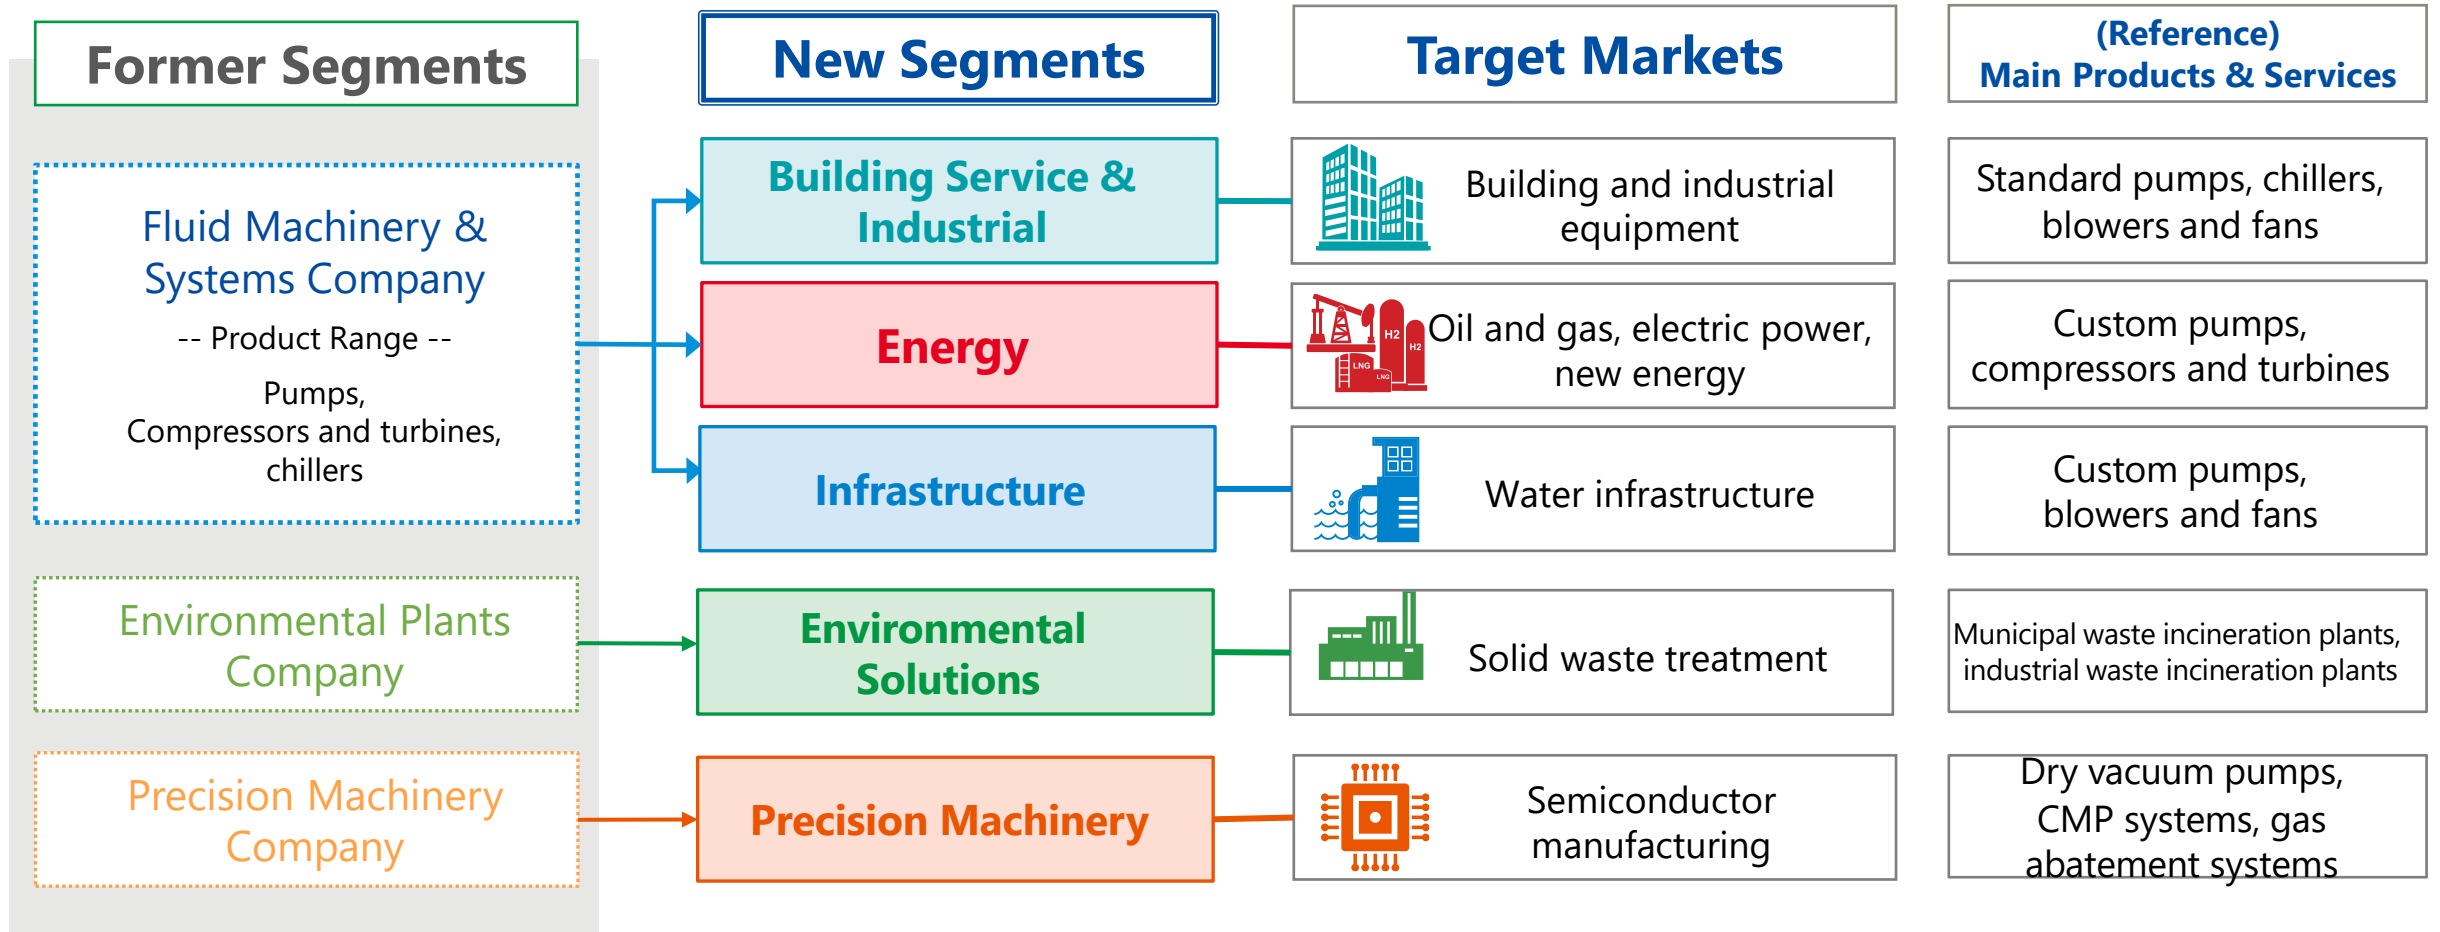 Former Segments
New Segments
Target Markets
(Reference)
Main Products & Services
Fluid Machinery &
Systems Company
-- Product Range --
Pumps,
Compressors and turbines,
chillers
Building Service &
Industrial
Building and industrial
equipment
Standard pumps, chillers,
blowers and fans
Energy
H2
H2
LNG
LNG
Oil and gas, electric power,
new energy
Custom pumps,
compressors and turbines
Infrastructure
Water infrastructure
Custom pumps,
blowers and fans
Environmental Plants
Company
Environmental
Solutions
Solid waste treatment
Municipal waste incineration plants,
industrial waste incineration plants
Precision Machinery
Company
Precision Machinery
Semiconductor
manufacturing
Dry vacuum pumps,
CMP systems, gas
abatement systems